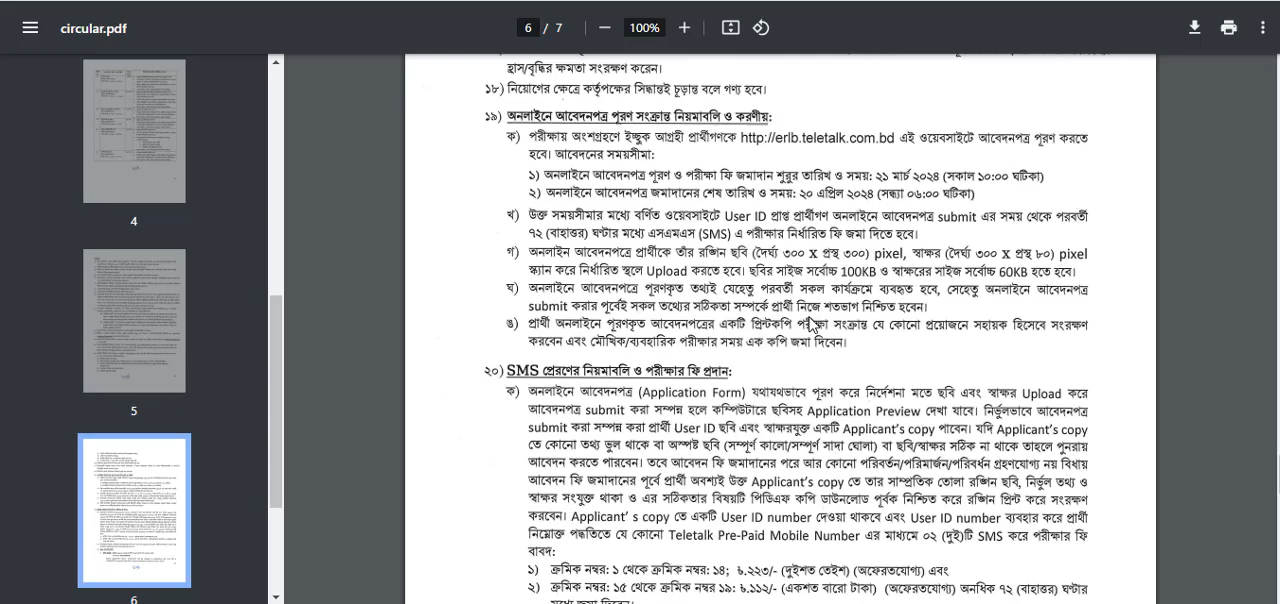 circular.pdf
6 / 7
100%
4
5
6
হ্রাস/বৃদ্ধির ক্ষমতা সংরক্ষণ করেন।
১৮) নিয়োগের ক্ষেত্রে কর্তৃপক্ষের সিদ্ধান্তই চূড়ান্ত বলে গণ্য হবে।
১৯) অনলাইনে আবেদনপত্র পূরণ সংক্রান্ত নিয়মাবলি ও করণীয়:
ক) পরীক্ষায় অংশগ্রহণে ইচ্ছুক আগ্রহী প্রার্থীগণকে http://erlbd.teletalk.com.bd এই ওয়েবসাইটে আবেদনপত্র পূরণ করতে
হবে। আবেদনের সময়সীমা:
১) অনলাইনে আবেদনপত্র পূরণ ও পরীক্ষা ফি জমাদান শুরুর তারিখ ও সময়: ২১ মার্চ ২০২৪ (সকাল ১০:০০ ঘটিকা)
২) অনলাইনে আবেদনপত্র জমাদানের শেষ তারিখ ও সময়: ২০ এপ্রিল ২০২৪ (সন্ধ্যা ০৬:০০ ঘটিকা)
খ) উক্ত সময়সীমার মধ্যে বর্ণিত ওয়েবসাইটে User ID প্রাপ্ত প্রার্থীগণ অনলাইনে আবেদনপত্র submit এর সময় থেকে পরবর্তী
৭২ (বাহাত্তর) ঘণ্টার মধ্যে এসএমএস (SMS) এ পরীক্ষার নির্ধারিত ফি জমা দিতে হবে।
গ) অনলাইন আবেদনপত্রে প্রার্থীকে তাঁর রঙ্গিন ছবি (দৈর্ঘ্য ৩০০ x প্রস্থ ৩০০) pixel, স্বাক্ষর (দৈর্ঘ্য ৩০০ x প্রস্থ ৮০) pixel
নির্ধারিত স্থলে Upload করতে হবে। ছবির সাইজ সর্বোচ্চ 100KB ও স্বাক্ষরের সাইজ সর্বোচ্চ 60KB হতে হবে।
ঘ) অনলাইন আবেদনপত্রে পূরণকৃত তথ্যই যেহেতু পরবর্তী সকল কার্যক্রমে ব্যবহৃত হবে, সেহেতু অনলাইনে আবেদনপত্র
submit করার পূর্বেই সকল তথ্যের সঠিকতা সম্পর্কে প্রার্থী নিজে শতভাগ নিশ্চিত হবেন।
ঙ) প্রার্থী অনলাইনে পূরণকৃত আবেদনপত্রের একটি প্রিন্টকপি পরীক্ষা সংক্রান্ত যে কোনো প্রয়োজনে সহায়ক হিসেবে সংরক্ষণ
করবেন এবং মৌখিক/ব্যবহারিক পরীক্ষার সময় এক কপি জমা দিবেন।
২০) SMS প্রেরণের নিয়মাবলি ও পরীক্ষার ফি প্রদান:
ক) অনলাইনে আবেদনপত্র (Application Form) যথাযথভাবে পূরণ করে নির্দেশনা মতে ছবি এবং স্বাক্ষর Upload করে
আবেদনপত্র submit করা সম্পন্ন হলে কম্পিউটারে ছবিসহ Application Preview দেখা যাবে। নির্ভুলভাবে আবেদনপত্র
submit করা সম্পন্ন করা প্রার্থী User ID ছবি এবং স্বাক্ষরযুক্ত একটি Applicant's copy পাবেন। যদি Applicant's copy
তে কোনো তথ্য ভুল থাকে বা অস্পষ্ট ছবি (সম্পূর্ণ কালো/সম্পূর্ণ সাদা (ঘোলা) বা ছবি/স্বাক্ষর সঠিক না থাকে তাহলে পুনরায়
আবেদন করতে পারবেন। তবে আবেদন ফি জমাদানের পরে আর কোনো পরিবর্তন/পরিমার্জন/পরিবর্ধন গ্রহণযোগ্য নয় বিধায়
আবেদন ফি জমাদানের পূর্বে প্রার্থী অবশ্যই উক্ত Applicant's copy তে তাঁর সাম্প্রতিক তোলা রঙ্গিন ছবি, নির্ভুল তথ্য ও
স্বাক্ষর সংযুক্ত থাকা এর সঠিকতার বিষয়টি PDF copy ডাউনলোডপূর্বক নিশ্চিত করে রঙ্গিন প্রিন্ট করে সংরক্ষণ
করবেন। Applicant' copy তে একটি User ID number দেওয়া থাকবে এবং User ID number ব্যবহার করে প্রার্থী
নিম্নোক্ত পদ্ধতিতে যে কোনো Teletalk Pre-Paid Mobile Number এর মাধ্যমে ০২ (দুই)টি SMS করে পরীক্ষার ফি
১) ক্রমিক নম্বর: ১ থেকে ক্রমিক নম্বর: ১৪; ৳.২২৩/- (দুইশত তেইশ) (অফেরতযোগ্য) এবং
২) ক্রমিক নম্বর: ১৫ থেকে ক্রমিক নম্বর ১৯: ৳.১১২/- (একশত বারো টাকা) (অফেরতযোগ্য) অনধিক ৭২ (বাহাত্তর) ঘণ্টার
মধ্যে জমা দিবেন।